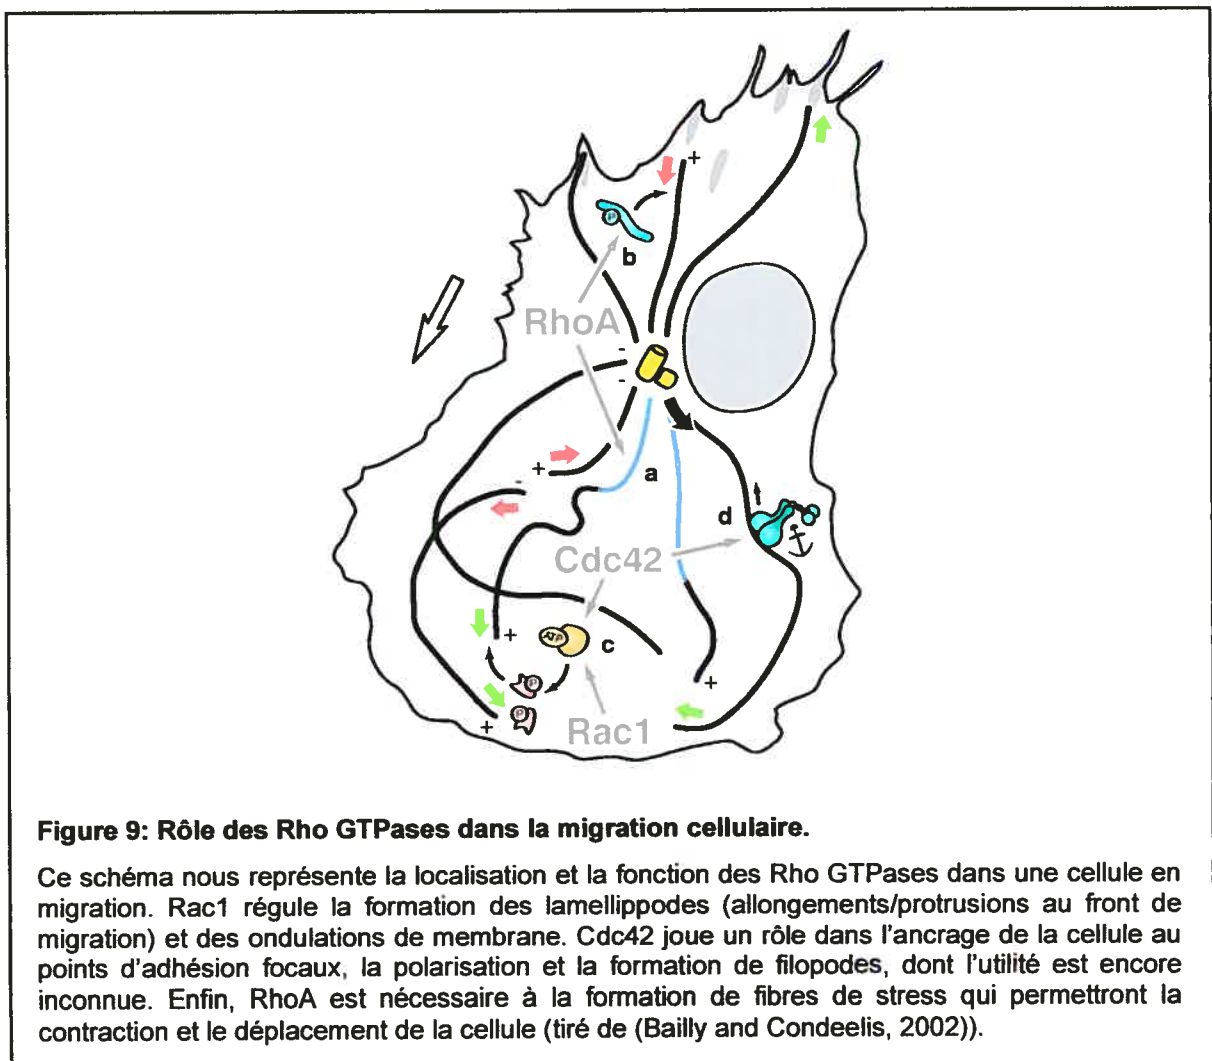 +
P
b
RhoA
-
-
+
a
-
d
Cdc42
+
ATP
c
P
+
P
+
Rac1
Figure 9: Rôle des Rho GTPases dans la migration cellulaire.
Ce schéma nous représente la localisation et la fonction des Rho GTPases dans une cellule en
migration. Rac1 régule la formation des lamellippodes (allongements/protrusions au front de
migration) et des ondulations de membrane. Cdc42 joue un rôle dans l'ancrage de la cellule au
points d'adhésion focaux, la polarisation et la formation de filopodes, dont l'utilité est encore
inconnue. Enfin, RhoA est nécessaire à la formation de fibres de stress qui permettront la
contraction et le déplacement de la cellule (tiré de (Bailly and Condeelis, 2002)).